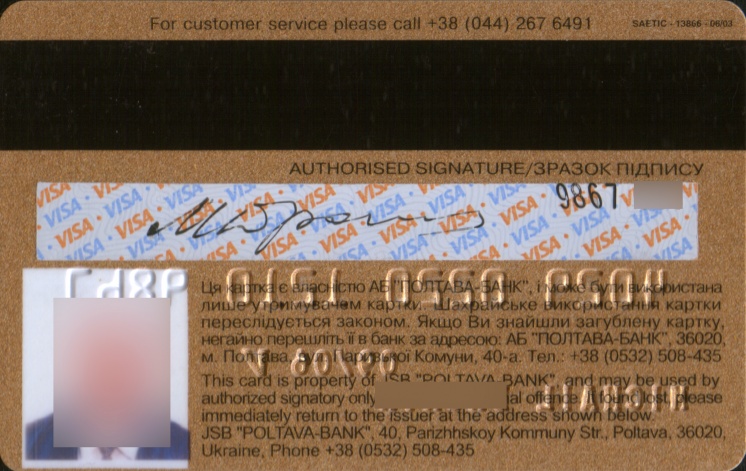 For customer service please call +38 (044) 267 6491
SAETIC - 13866 - 06/03
AUTHORISED SIGNATURE/ЗРАЗОК ПІДПИСУ
9867
Ця картка є власністю АБ "ПОЛТАВА-БАНК", і може бути використана
лише утримувачем картки. Шахрайське використання картки
переслідується законом. Якщо Ви знайшли загублену картку,
негайно перешліть її в банк за адресою: АБ "ПОЛТАВА-БАНК", 36020,
м. Полтава, вул. Паризької Комуни, 40-а. Тел.: +38 (0532) 508-435
This card is property of JSB "POLTAVA-BANK", and may be used by
authorized signatory only offence. If found lost, please
immediately return to the issuer at the address shown below.
JSB "POLTAVA-BANK", 40, Parizhhskoy Kommuny Str., Poltava, 36020,
Ukraine, Phone +38 (0532) 508-435